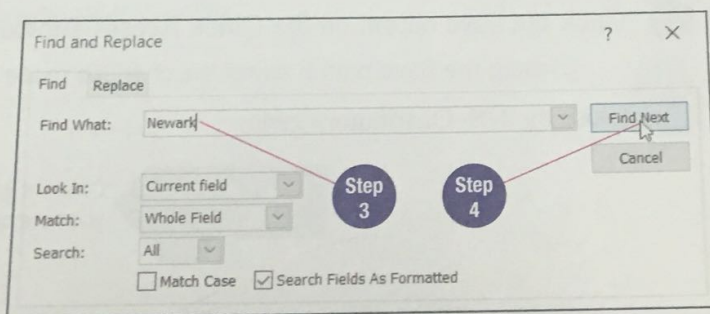 Find and Replace ? X
Find Replace
Find What: Newark Find Next
Cancel
Look In: Current field
Match: Whole Field
Search: All
Match Case Search Fields As Formatted
Step 3
Step 4